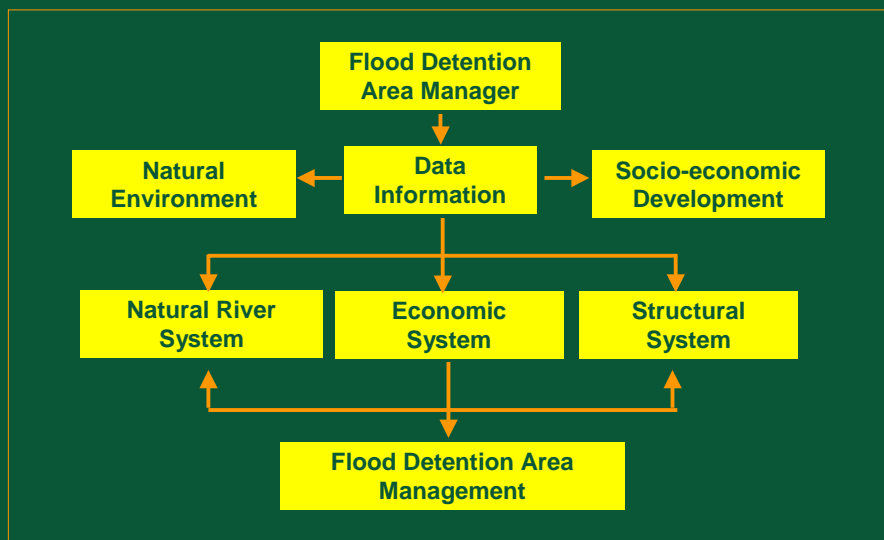 Flood Detention
Area Manager
Natural
Environment
Data
Information
Socio-economic
Development
Natural River
System
Economic
System
Structural
System
Flood Detention Area
Management